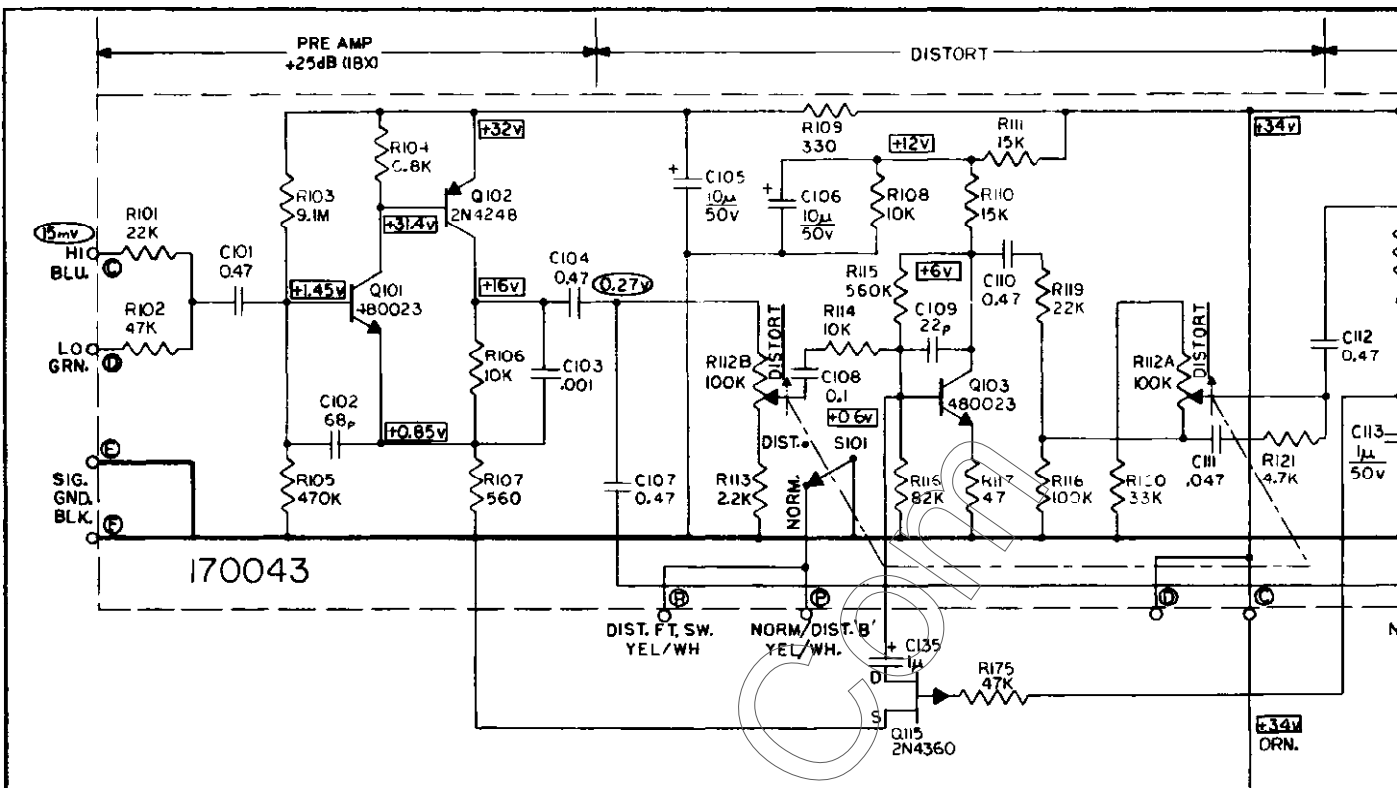 PRE AMP
+25dB (18X)
DISTORT
+32v
R109
330
R111
15K
+34v
R104
+12v
R103
9.1M
Q102
2N4248
C105
10µ
50v
C106
10µ
50v
R108
10K
R110
15K
15mv
R101
22K
+31.4v
HI
BLU.
C
C101
0.47
C104
0.47
0.27v
R115
560K
+6v
C110
0.47
+1.45v
Q101
480023
+16v
R119
22K
R102
47K
R114
10K
C109
22p
DISTORT
DISTORT
LO
GRN.
D
R106
10K
C103
.001
R112B
100K
C108
0.1
Q103
480023
R112A
100K
C112
0.47
C102
68p
+0.85v
+0.6v
DIST.
S101
C113
1µ
50v
E
SIG.
GND.
BLK.
F
R105
470K
R107
560
C107
0.47
R113
2.2K
NORM.
R116
82K
R117
47
R118
100K
33K
C111
.047
R121
4.7K
170043
R
P
D
C
DIST. FT. SW.
YEL/WH
NORM/DIST. 'B'
YEL/WH.
+ C135
1µ
D
R175
47K
S
Q115
2N4360
+34v
ORN.
N
Com